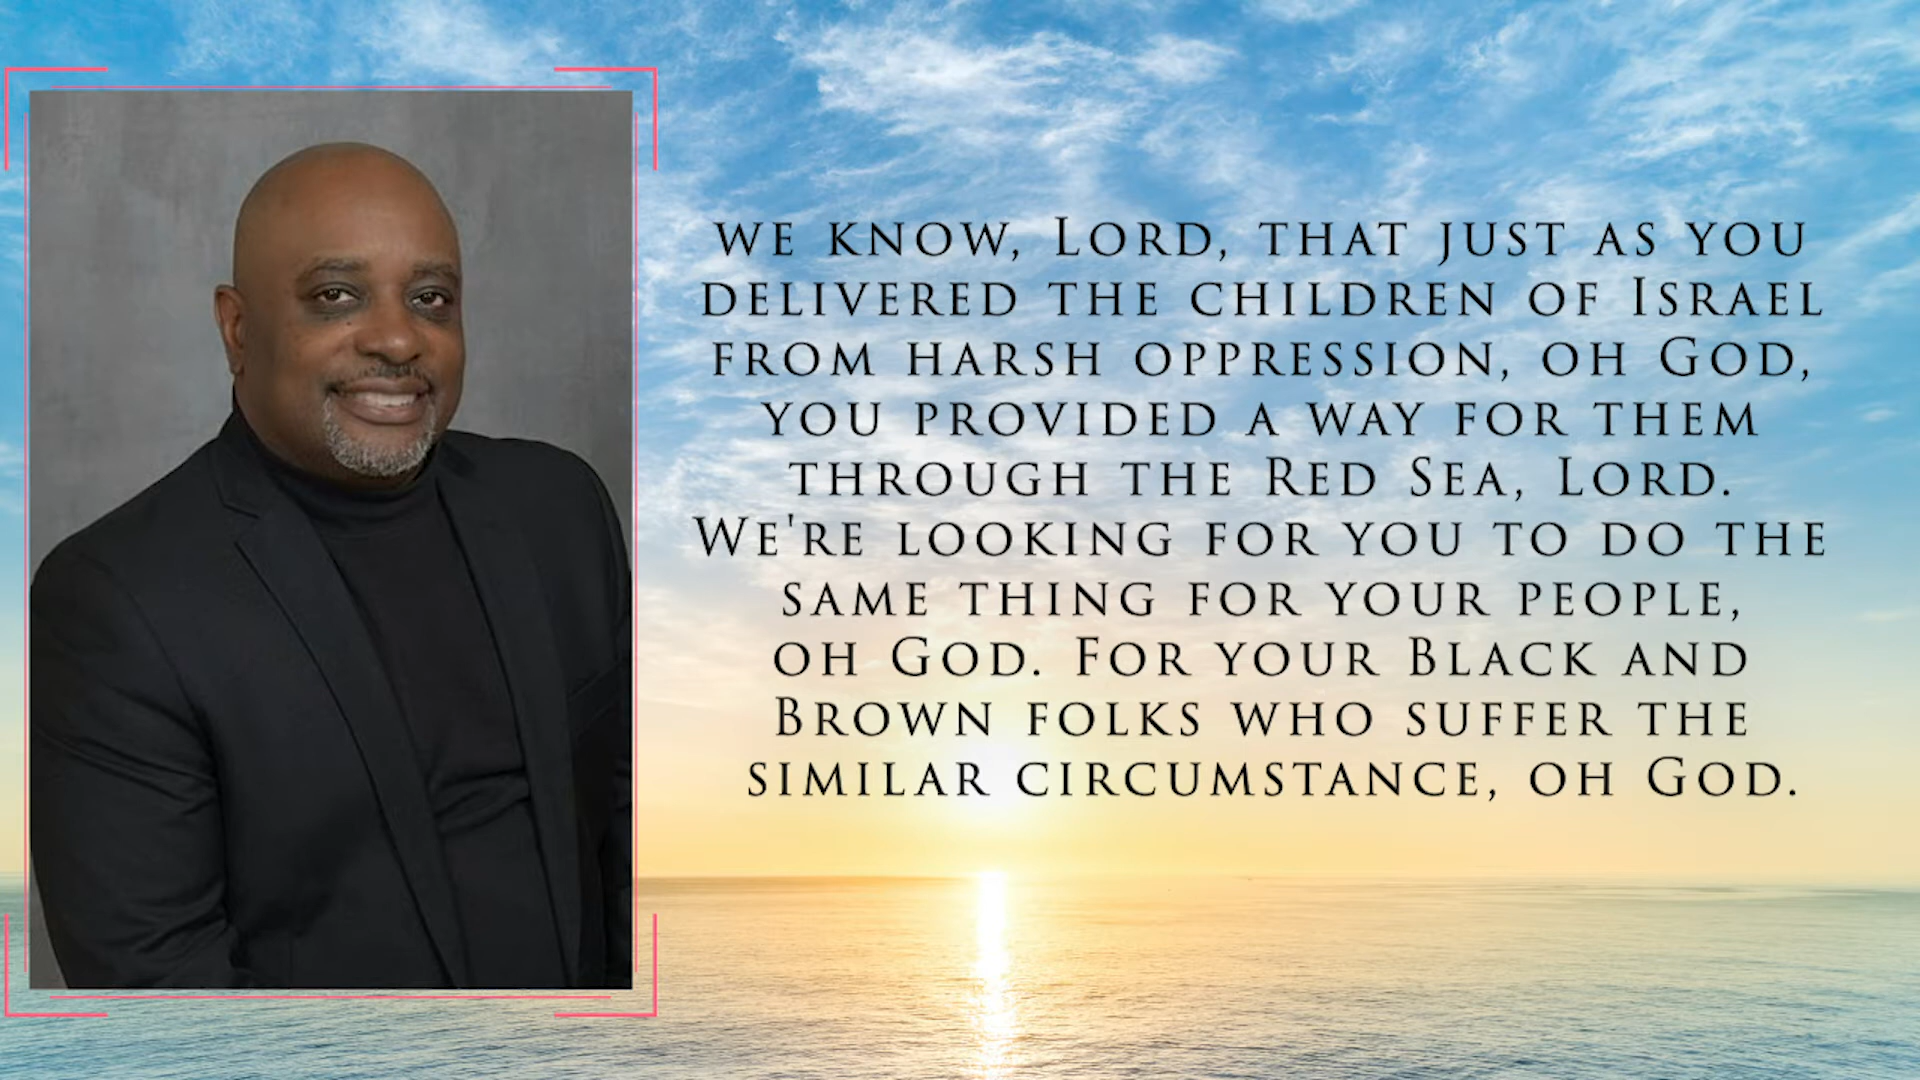 we know, Lord, that just as you
delivered the children of Israel
from harsh oppression, oh God,
you provided a way for them
through the Red Sea, Lord.
We're looking for you to do the
same thing for your people,
oh God. For your Black and
Brown folks who suffer the
similar circumstance, oh God.